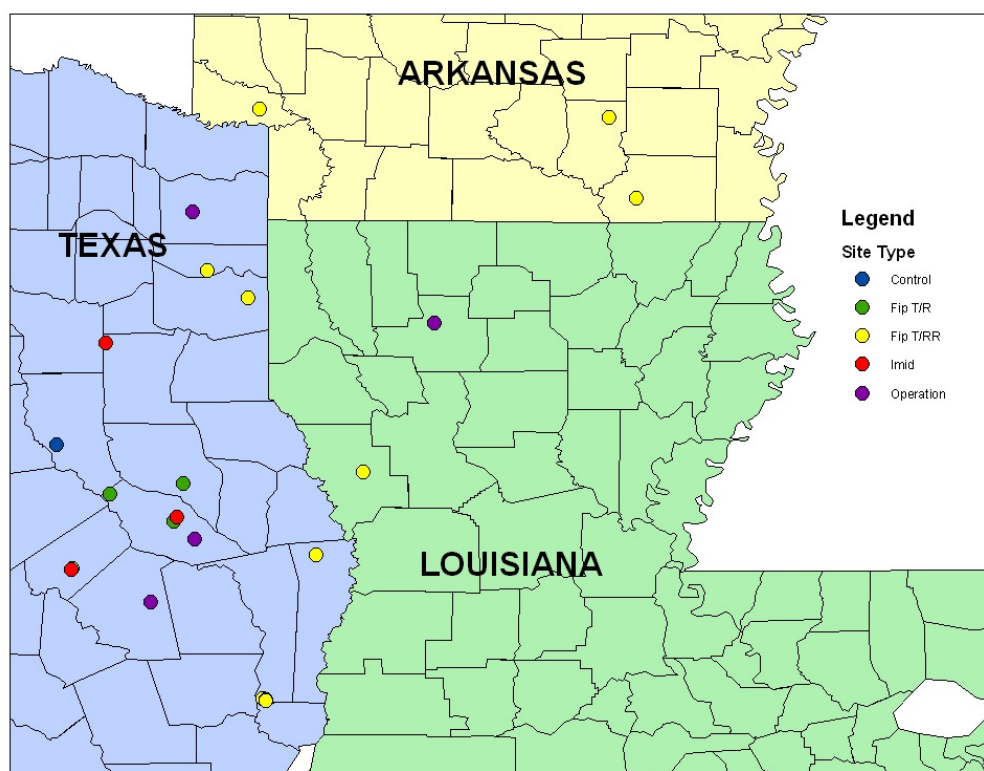 ARKANSAS
TEXAS
LOUISIANA
Legend
Site Type
Control
Fip T/R
Fip T/RR
Imid
Operation